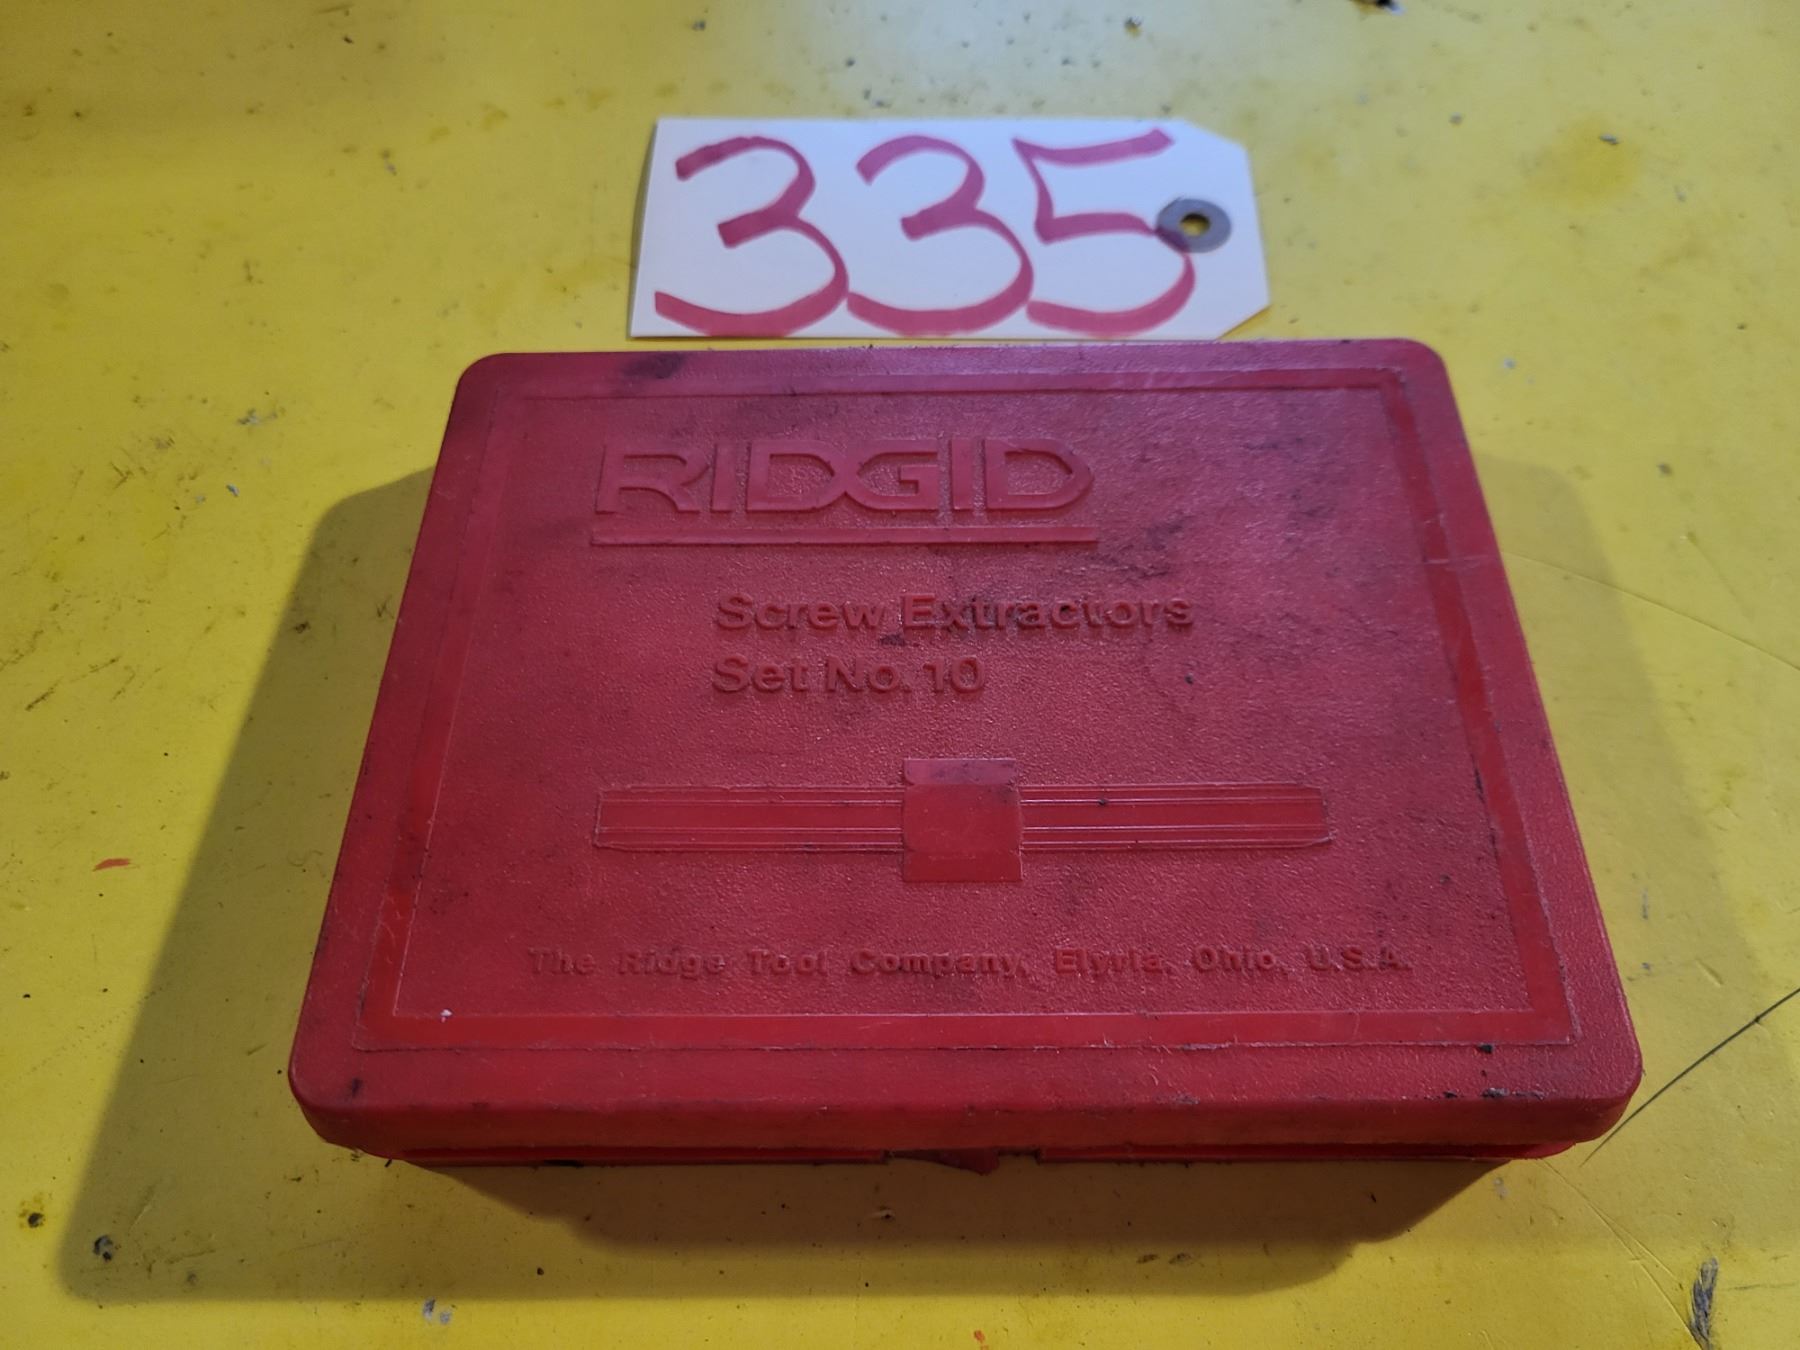 335
RIDGID
Screw Extractors
Set No. 10
The Ridge Tool Company, Elyria, Ohio, U.S.A.